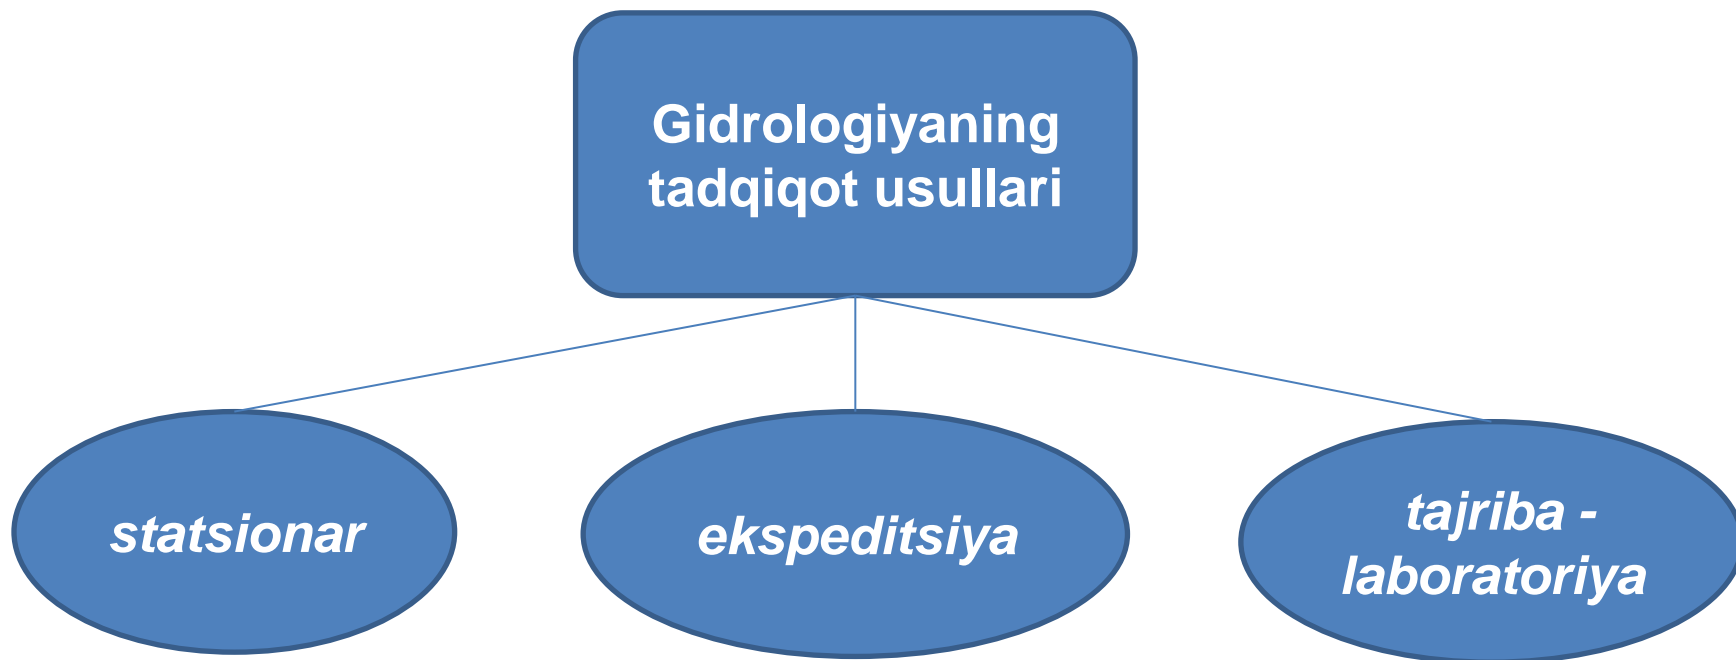 Gidrologiyaning
tadqiqot usullari
statsionar
ekspeditsiya
tajriba -
laboratoriya